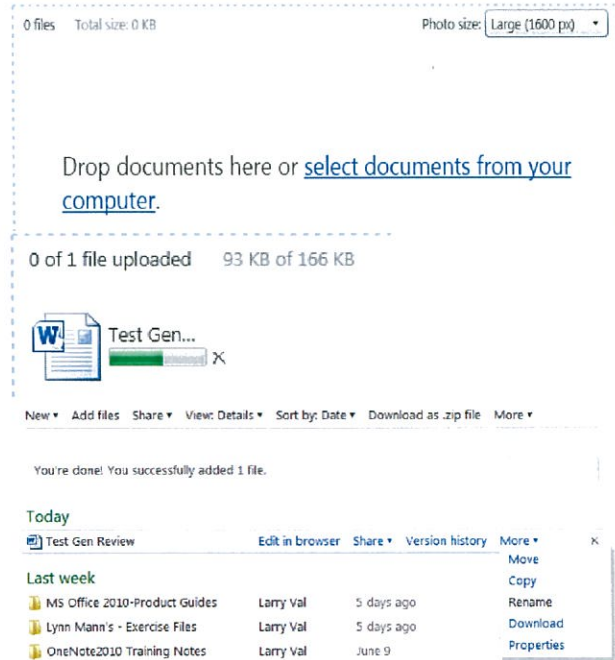 0 files Total size: 0 KB Photo size: Large (1600 px)
Drop documents here or select documents from your
computer.
0 of 1 file uploaded 93 KB of 166 KB
Test Gen...
New Add files Share View: Details Sort by: Date Download as .zip file More
You're done! You successfully added 1 file.
Today
Test Gen Review Edit in browser Share Version history More
Move
Copy
Rename
Download
Properties
Last week
MS Office 2010-Product Guides Larry Val 5 days ago
Lynn Mann's - Exercise Files Larry Val 5 days ago
OneNote2010 Training Notes Larry Val June 9